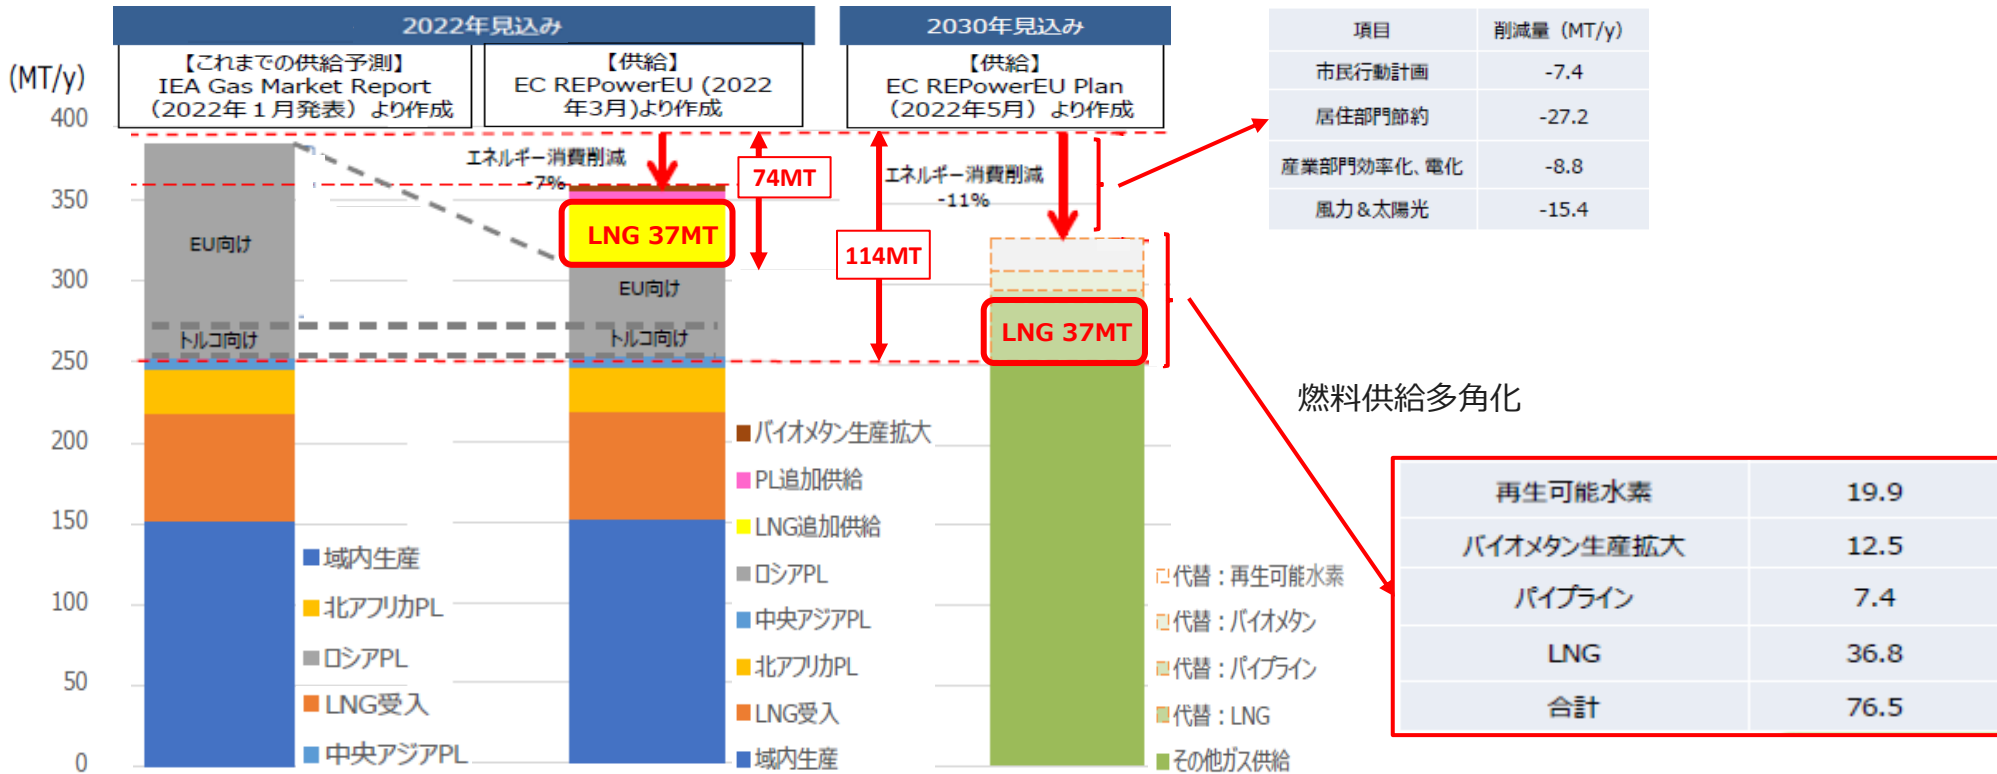 2022年見込み
2030年見込み
【これまでの供給予測】
IEA Gas Market Report
（2022年１月発表）より作成
【供給】
EC REPowerEU (2022
年3月)より作成
【供給】
EC REPowerEU Plan
（2022年5月）より作成
(MT/y)
400
350
300
250
200
150
100
50
0
エネルギー消費削減
-7%
74MT
エネルギー消費削減
-11%
114MT
EU向け
トルコ向け
LNG 37MT
EU向け
トルコ向け
LNG 37MT
域内生産
北アフリカPL
ロシアPL
LNG受入
中央アジアPL
バイオメタン生産拡大
PL追加供給
LNG追加供給
ロシアPL
中央アジアPL
北アフリカPL
LNG受入
域内生産
代替：再生可能水素
代替：バイオメタン
代替：パイプライン
代替：LNG
その他ガス供給
項目 削減量（MT/y）
市民行動計画 -7.4
居住部門節約 -27.2
産業部門効率化、電化 -8.8
風力＆太陽光 -15.4
燃料供給多角化
再生可能水素 19.9
バイオメタン生産拡大 12.5
パイプライン 7.4
LNG 36.8
合計 76.5